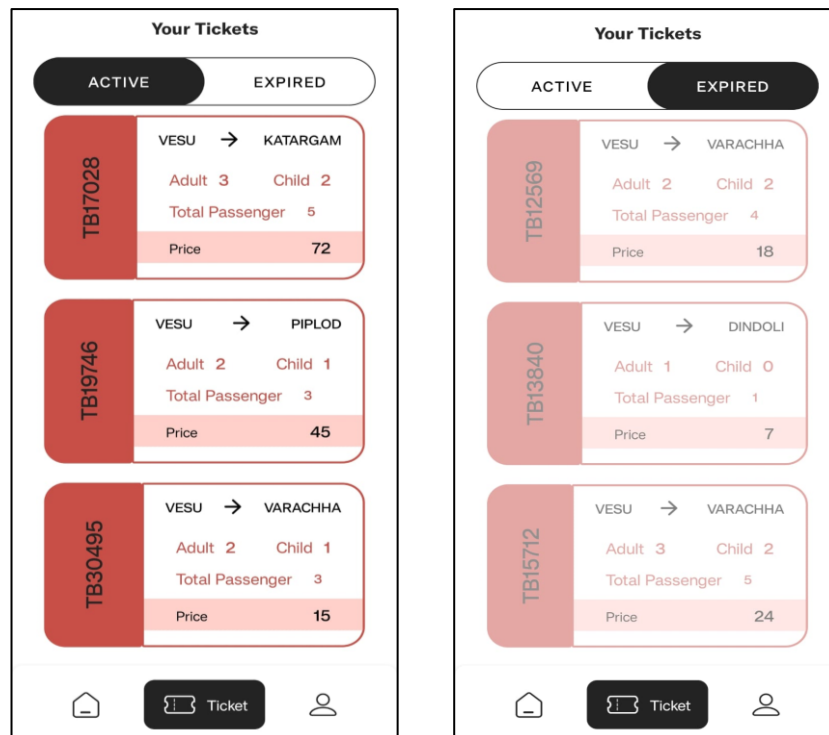 Your Tickets
ACTIVE EXPIRED
TB17028
VESU → KATARGAM
Adult 3 Child 2
Total Passenger 5
Price 72
TB19746
VESU → PIPLOD
Adult 2 Child 1
Total Passenger 3
Price 45
TB30495
VESU → VARACHHA
Adult 2 Child 1
Total Passenger 3
Price 15
Ticket
Your Tickets
ACTIVE EXPIRED
TB12569
VESU → VARACHHA
Adult 2 Child 2
Total Passenger 4
Price 18
TB13840
VESU → DINDOLI
Adult 1 Child 0
Total Passenger 1
Price 7
TB15712
VESU → VARACHHA
Adult 3 Child 2
Total Passenger 5
Price 24
Ticket